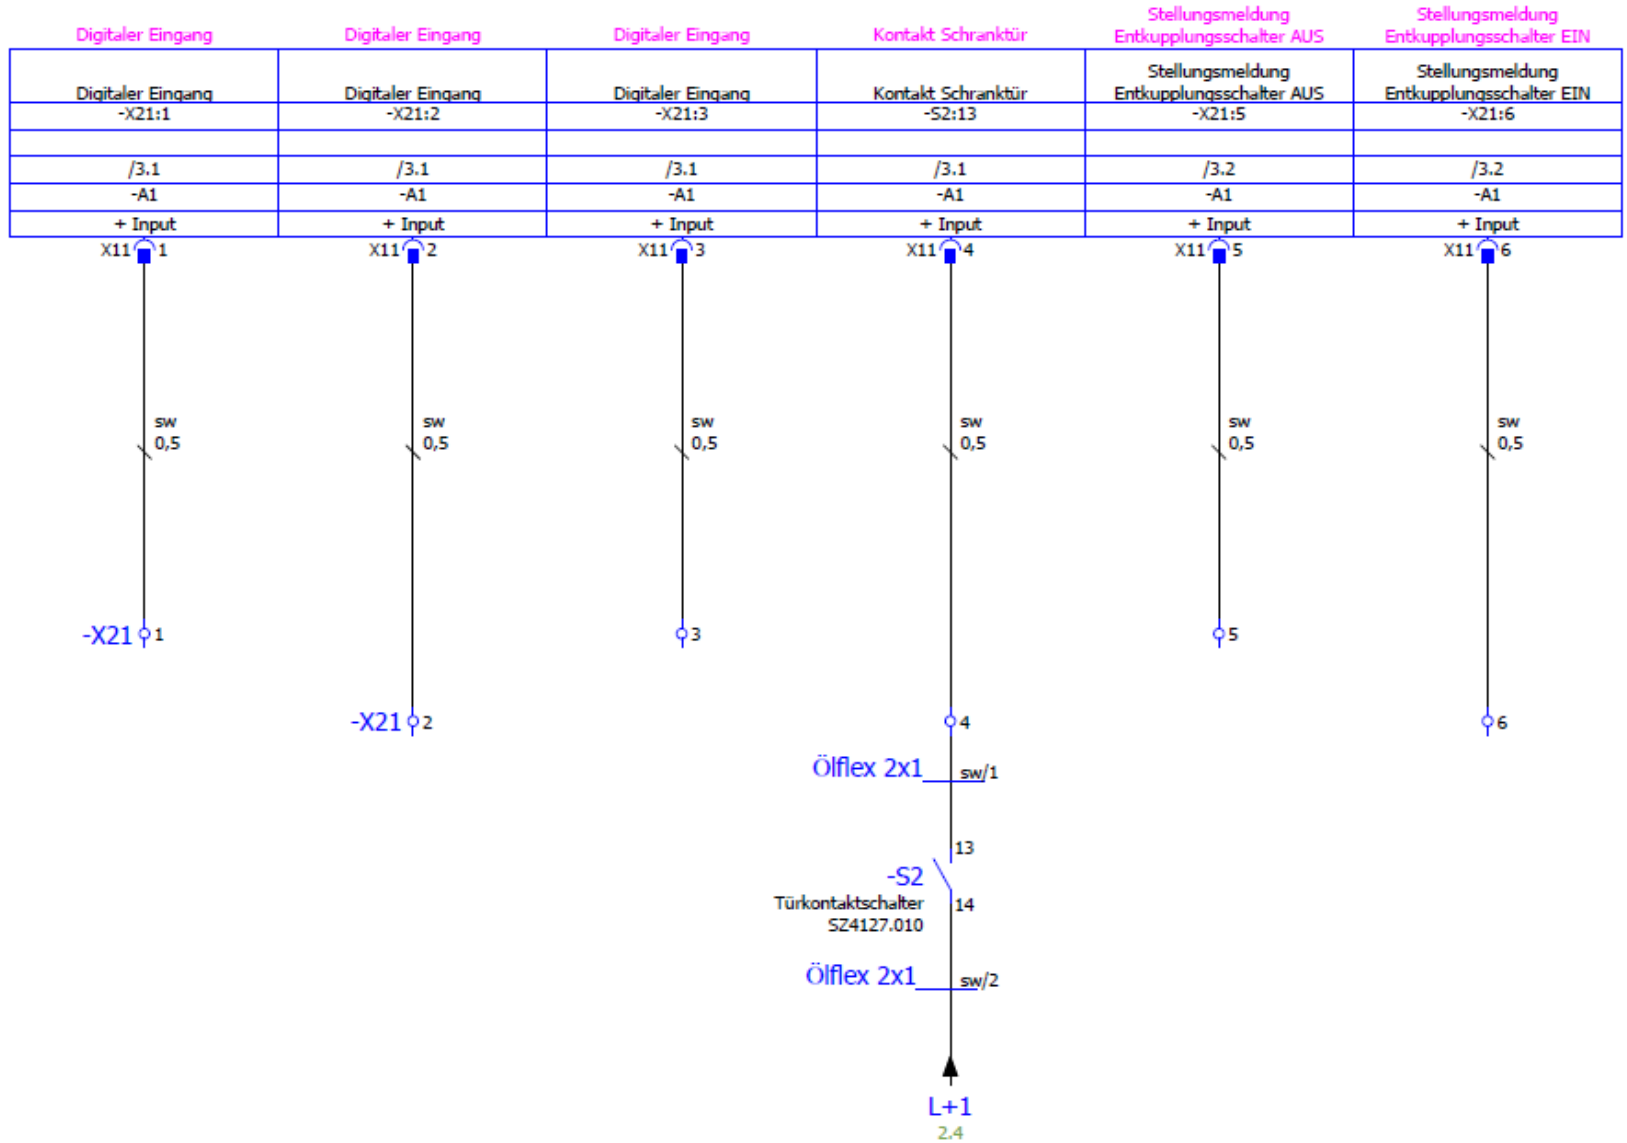 Digitaler Eingang
Digitaler Eingang
Digitaler Eingang
Kontakt Schranktür
Stellungsmeldung
Entkupplungsschalter AUS
Stellungsmeldung
Entkupplungsschalter EIN
Digitaler Eingang
Digitaler Eingang
Digitaler Eingang
Kontakt Schranktür
Stellungsmeldung
Entkupplungsschalter AUS
Stellungsmeldung
Entkupplungsschalter EIN
-X21:1
-X21:2
-X21:3
-S2:13
-X21:5
-X21:6
/3.1
/3.1
/3.1
/3.1
/3.2
/3.2
-A1
-A1
-A1
-A1
-A1
-A1
+ Input
+ Input
+ Input
+ Input
+ Input
+ Input
X11 1
X11 2
X11 3
X11 4
X11 5
X11 6
sw
0,5
sw
0,5
sw
0,5
sw
0,5
sw
0,5
sw
0,5
-X21 1
3
5
-X21 2
4
6
Ölflex 2x1 sw/1
13
-S2
Türkontaktschalter
14
SZ4127.010
Ölflex 2x1 sw/2
L+1
2.4